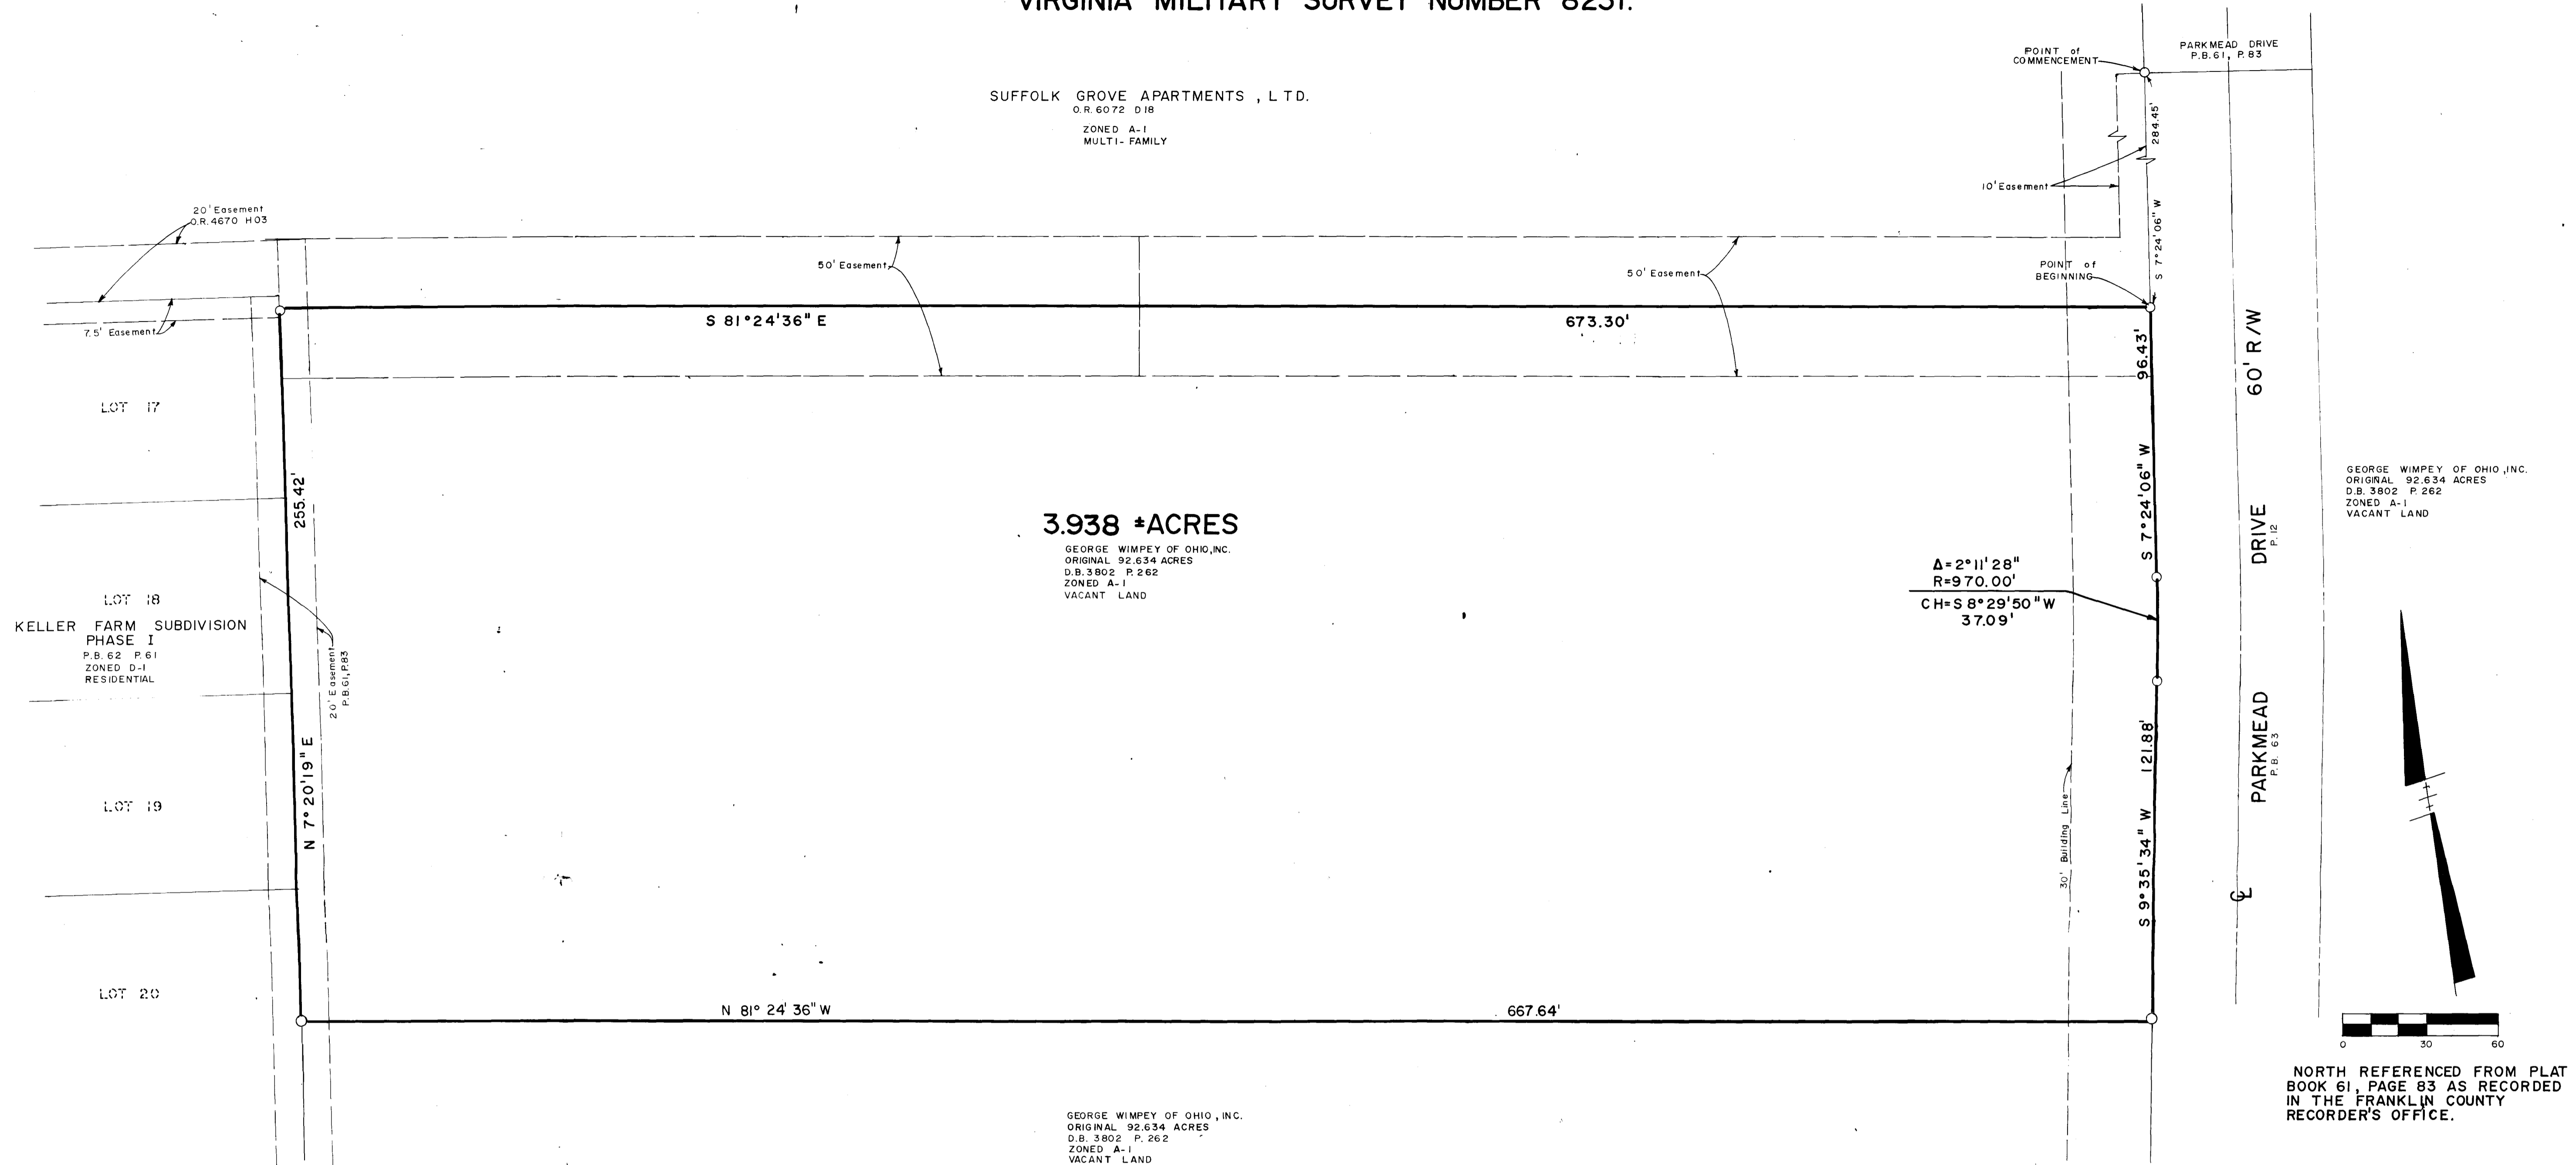 VIRGINIA MILITARY SURVEY NUMBER 8231.
POINT of
COMMENCEMENT
PARKMEAD DRIVE
P.B. 61, P. 83
SUFFOLK GROVE APARTMENTS, LTD.
O.R. 6072 D18
ZONED A-1
MULTI-FAMILY
284.45'
10' Easement
S 7°24'06" W
20' Easement
O.R. 4670 H03
50' Easement
50' Easement
POINT of
BEGINNING
7.5' Easement
S 81°24'36" E
673.30'
96.43'
60' R/W
LOT 17
255.42'
S 7°24'06" W
GEORGE WIMPEY OF OHIO, INC.
ORIGINAL 92.634 ACRES
D.B. 3802 P. 262
ZONED A-1
VACANT LAND
3.938 ± ACRES
GEORGE WIMPEY OF OHIO, INC.
ORIGINAL 92.634 ACRES
D.B. 3802 P. 262
ZONED A-1
VACANT LAND
DRIVE
P. 12
Δ=2°11'28"
R=970.00'
CH=S 8°29'50" W
37.09'
LOT 18
KELLER FARM SUBDIVISION
PHASE I
P.B. 62 P. 61
ZONED D-1
RESIDENTIAL
20' Easement
P.B. 61, P. 83
N 7°20'19" E
121.88'
PARKMEAD
P.B. 63
LOT 19
30' Building Line
S 9°35'34" W
℄
LOT 20
N 81°24'36" W
667.64'
0 30 60
NORTH REFERENCED FROM PLAT
BOOK 61, PAGE 83 AS RECORDED
IN THE FRANKLIN COUNTY
RECORDER'S OFFICE.
GEORGE WIMPEY OF OHIO, INC.
ORIGINAL 92.634 ACRES
D.B. 3802 P. 262
ZONED A-1
VACANT LAND